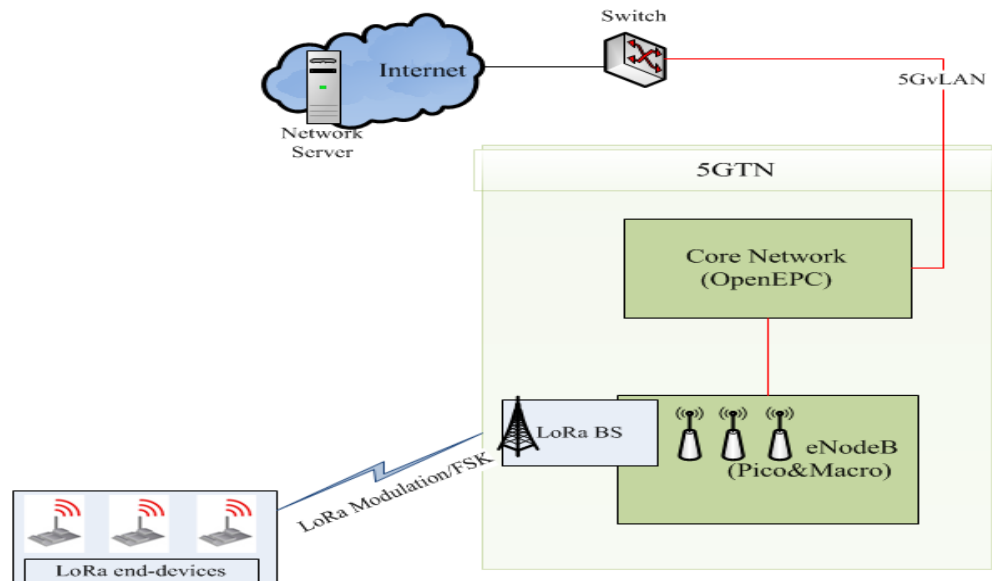 Switch
Internet
5GvLAN
Network
Server
5GTN
Core Network
(OpenEPC)
LoRa BS
eNodeB
(Pico&Macro)
LoRa Modulation/FSK
LoRa end-devices